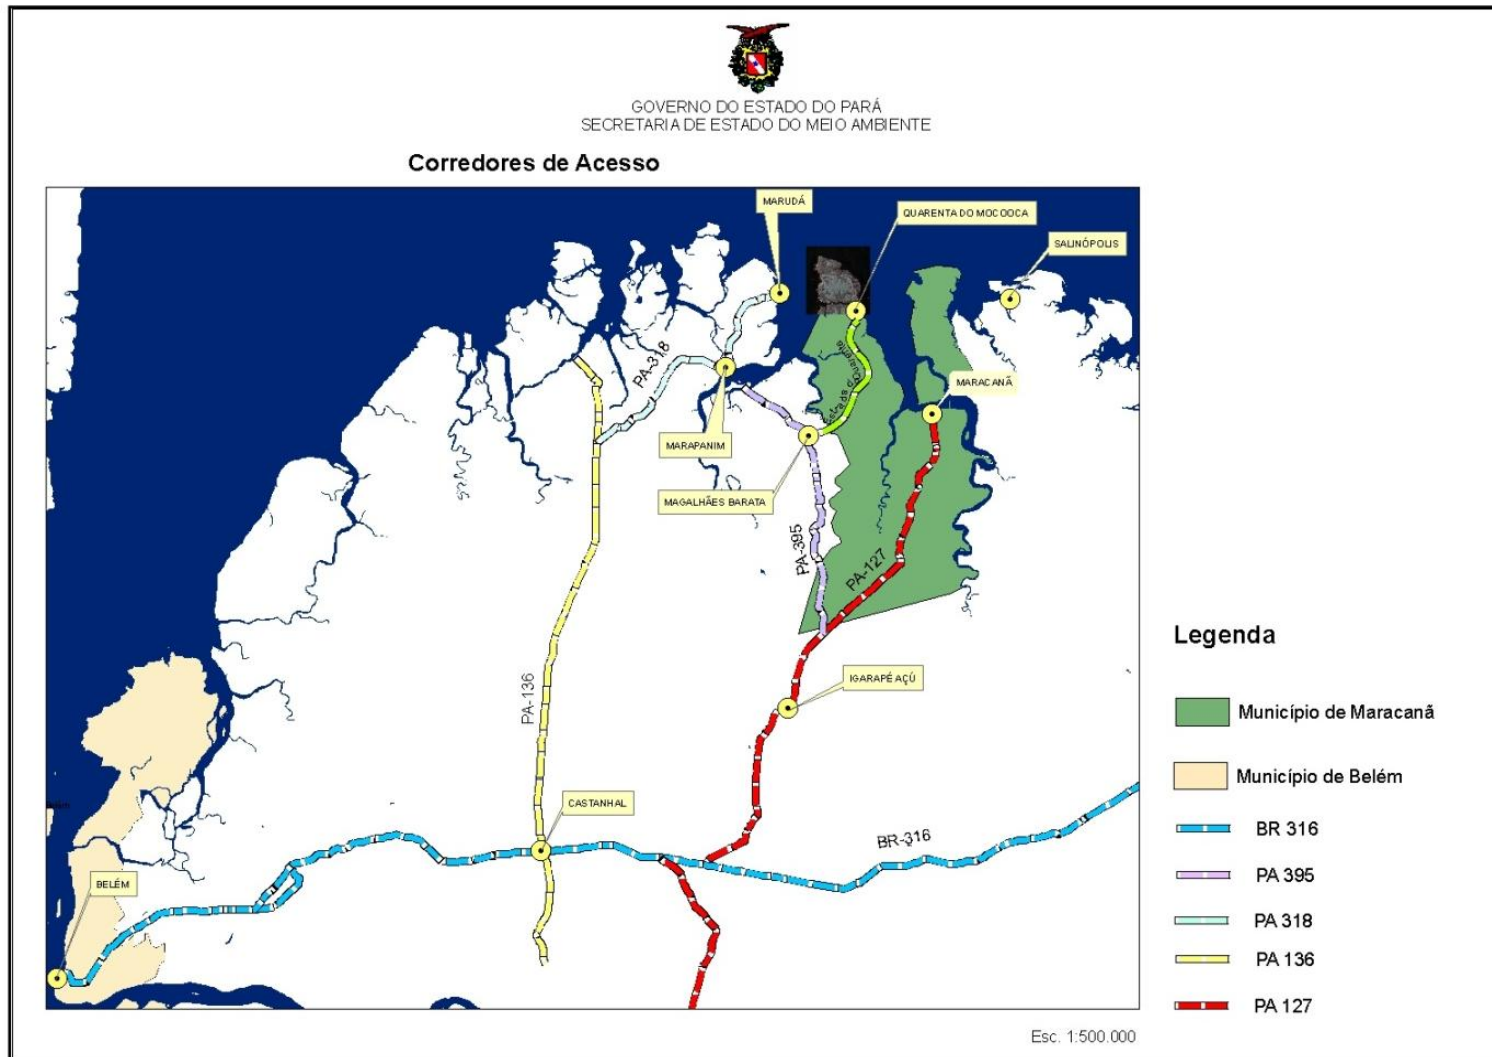 GOVERNO DO ESTADO DO PARÁ
SECRETARIA DE ESTADO DO MEIO AMBIENTE
Corredores de Acesso
MARUDÁ
QUARENTA DO MOCOOCA
SALINÓPOLIS
PA-318
Estrada d Quarenta
MARACANÃ
MARAPANIM
MAGALHÃES BARATA
PA-395
PA-127
PA-136
IGARAPÉ AÇÚ
CASTANHAL
BR-316
BELÉM
Legenda
Município de Maracanã
Município de Belém
BR 316
PA 395
PA 318
PA 136
PA 127
Esc. 1:500.000